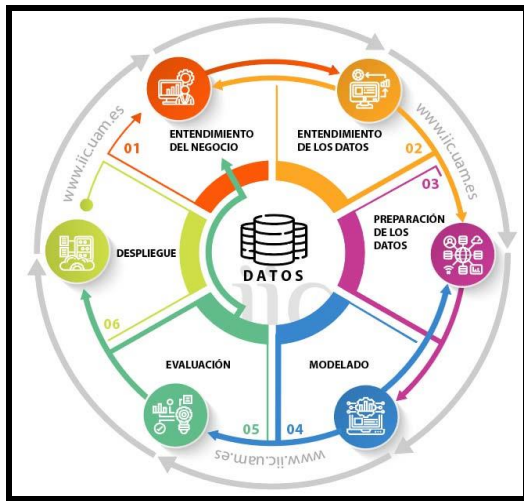 www.iic.uam.es
www.iic.uam.es
01
ENTENDIMIENTO
DEL NEGOCIO
ENTENDIMIENTO
DE LOS DATOS
02
03
PREPARACIÓN
DE LOS
DATOS
DATOS
iic
DESPLIEGUE
06
EVALUACIÓN
MODELADO
05
04
www.iic.uam.es